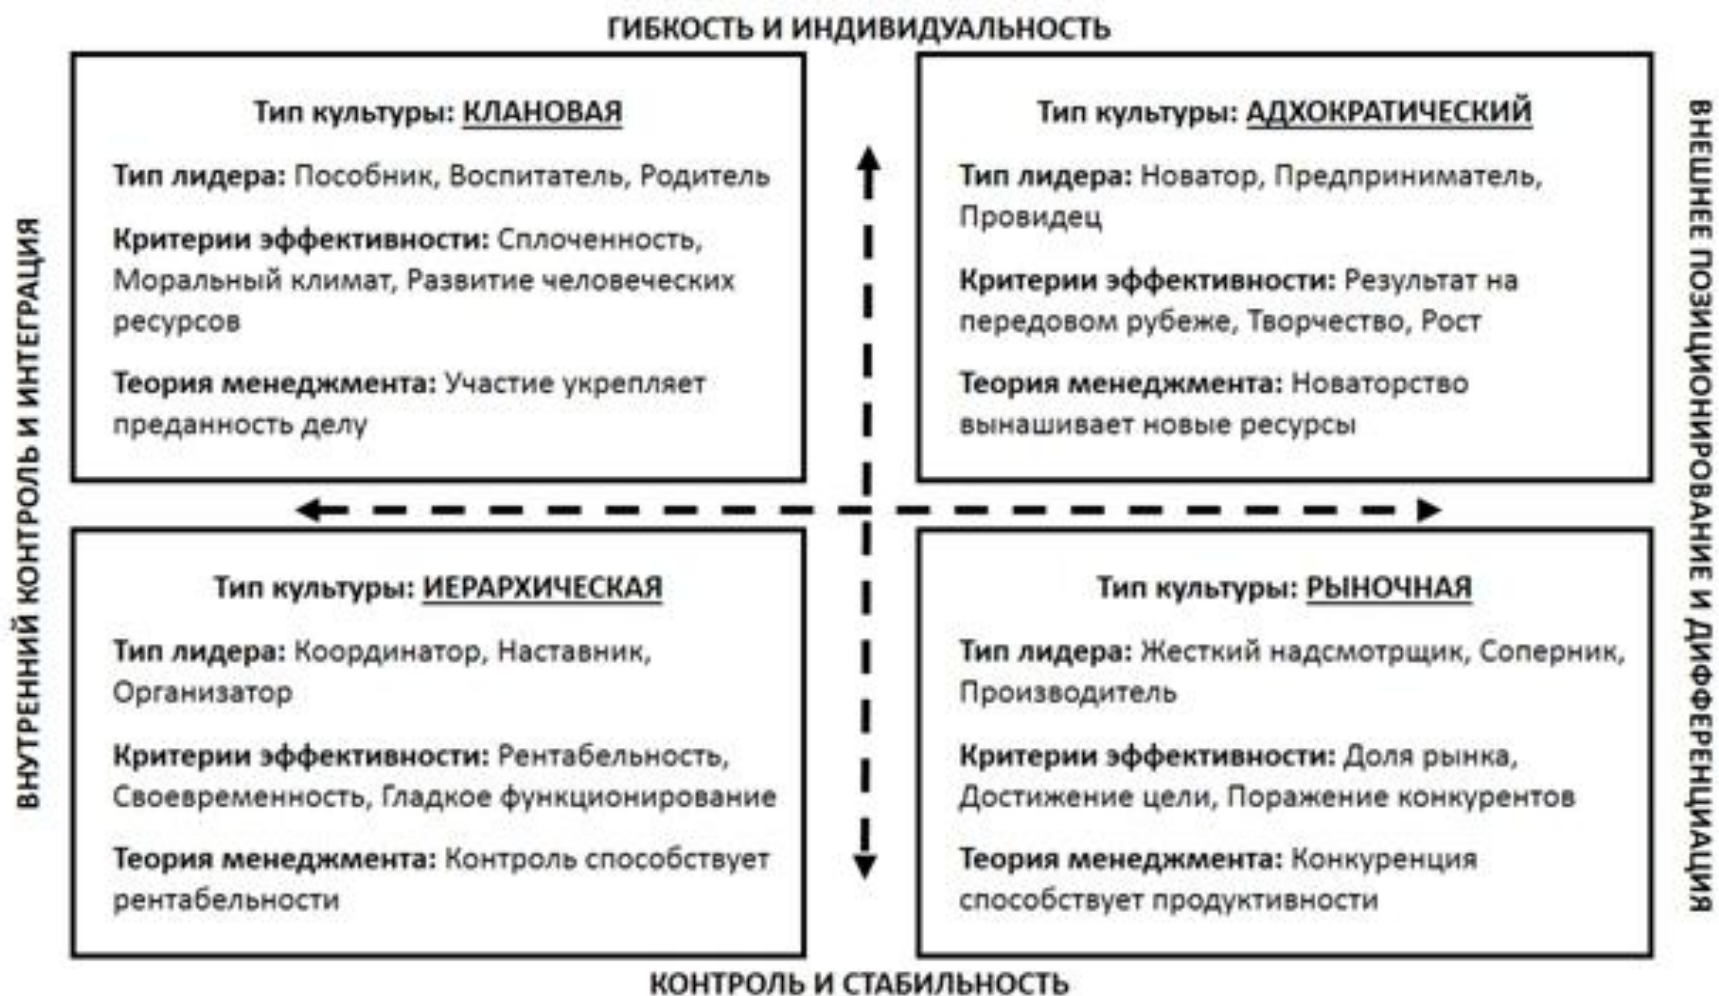 ГИБКОСТЬ И ИНДИВИДУАЛЬНОСТЬ
ВНУТРЕННИЙ КОНТРОЛЬ И ИНТЕГРАЦИЯ
Тип культуры: КЛАНОВАЯ
Тип лидера: Пособник, Воспитатель, Родитель
Критерии эффективности: Сплоченность,
Моральный климат, Развитие человеческих
ресурсов
Теория менеджмента: Участие укрепляет
преданность делу
Тип культуры: АДХОКРАТИЧЕСКИЙ
Тип лидера: Новатор, Предприниматель,
Провидец
Критерии эффективности: Результат на
передовом рубеже, Творчество, Рост
Теория менеджмента: Новаторство
вынашивает новые ресурсы
Тип культуры: ИЕРАРХИЧЕСКАЯ
Тип лидера: Координатор, Наставник,
Организатор
Критерии эффективности: Рентабельность,
Своевременность, Гладкое функционирование
Теория менеджмента: Контроль способствует
рентабельности
Тип культуры: РЫНОЧНАЯ
Тип лидера: Жесткий надсмотрщик, Соперник,
Производитель
Критерии эффективности: Доля рынка,
Достижение цели, Поражение конкурентов
Теория менеджмента: Конкуренция
способствует продуктивности
ВНЕШНЕЕ ПОЗИЦИОНИРОВАНИЕ И ДИФФЕРЕНЦИАЦИЯ
КОНТРОЛЬ И СТАБИЛЬНОСТЬ